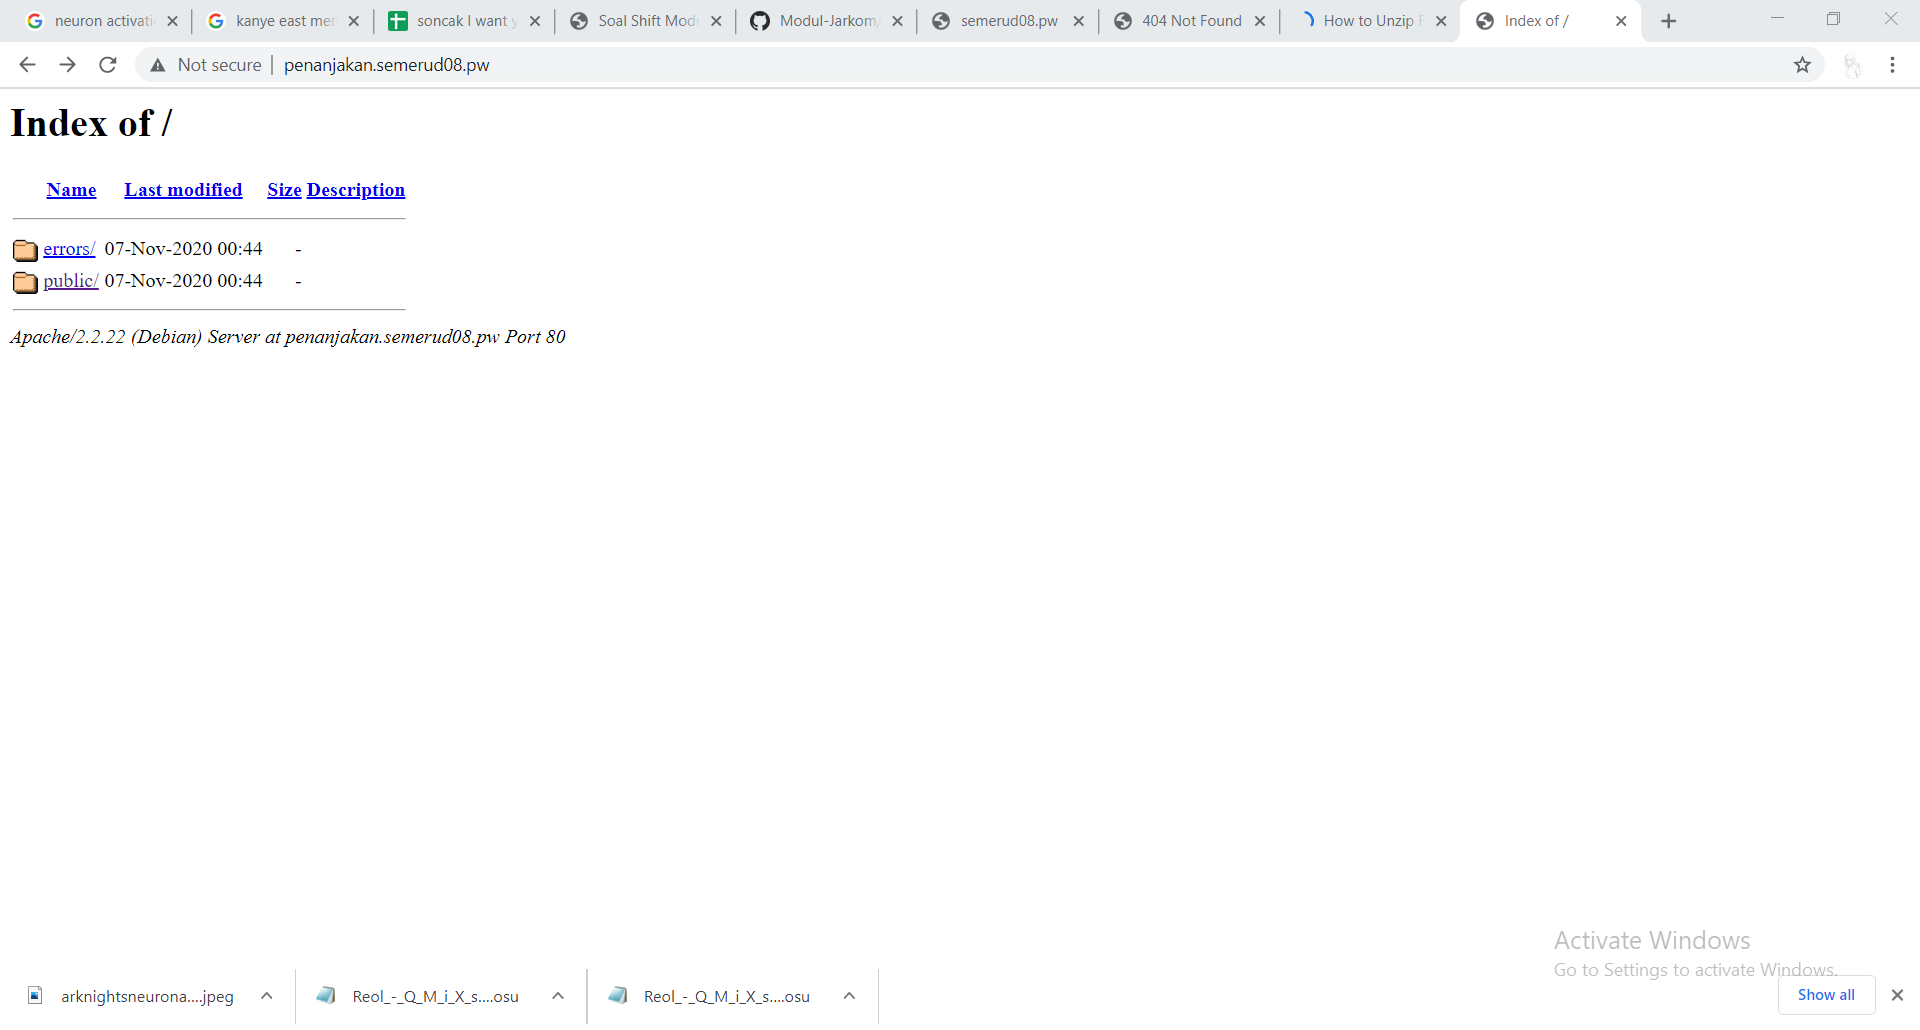 neuron activati
kanye east mer
soncak I want y
Soal Shift Modu
Modul-Jarkom/
semerud08.pw
404 Not Found
How to Unzip F
Index of /
Not secure
penanjakan.semerud08.pw
Index of /
Name Last modified Size Description
errors/ 07-Nov-2020 00:44 -
public/ 07-Nov-2020 00:44 -
Apache/2.2.22 (Debian) Server at penanjakan.semerud08.pw Port 80
Activate Windows
Go to Settings to activate Windows.
arknightsneurona....jpeg
Reol_-_Q_M_i_X_s....osu
Reol_-_Q_M_i_X_s....osu
Show all